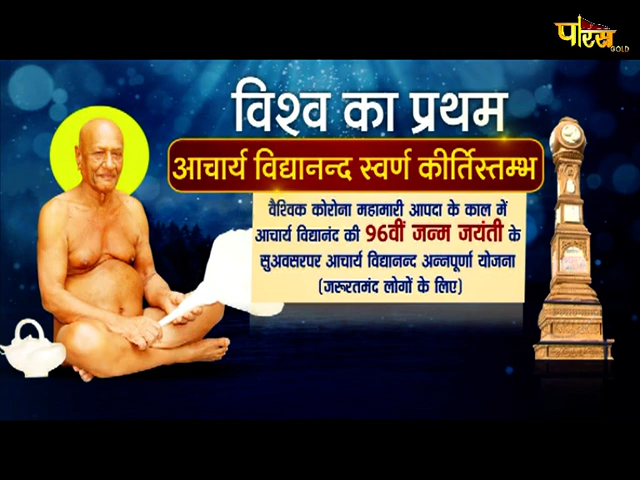 पारस
GOLD
विश्व का प्रथम
आचार्य विद्यानन्द स्वर्ण कीर्तिस्तम्भ
वैश्विक कोरोना महामारी आपदा के काल में
आचार्य विद्यानंद की 96वीं जन्म जयंती के
सुअवसरपर आचार्य विद्यानन्द अन्नपूर्णा योजना
(जरुरतमंद लोगों के लिए)